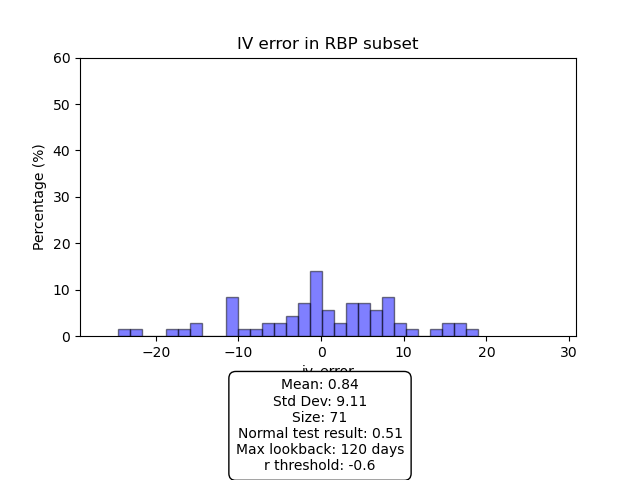 IV error in RBP subset
60
50
40
30
20
10
0
Percentage (%)
−20
−10
0
10
20
30
iv_error
Mean: 0.84
Std Dev: 9.11
Size: 71
Normal test result: 0.51
Max lookback: 120 days
r threshold: -0.6